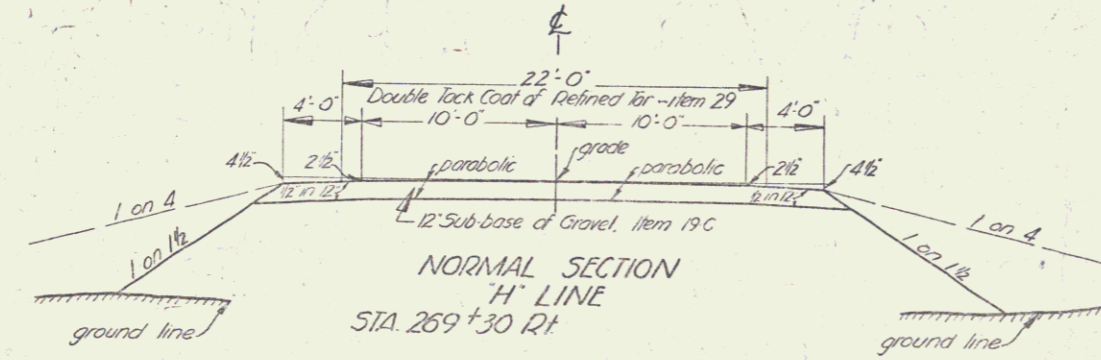 ℄
22'-0"
Double Tack Coat of Refined Tar --Item 29
4'-0" 10'-0" 10'-0" 4'-0"
4½" 2½" parabolic grade parabolic 2½" 4½"
½" in 12" ½" in 12"
1 on 4 1 on 4
12" Sub-base of Gravel. Item 19C
1 on 1½ 1 on 1½
NORMAL SECTION
"H" LINE
STA. 269+30 Rt.
ground line ground line